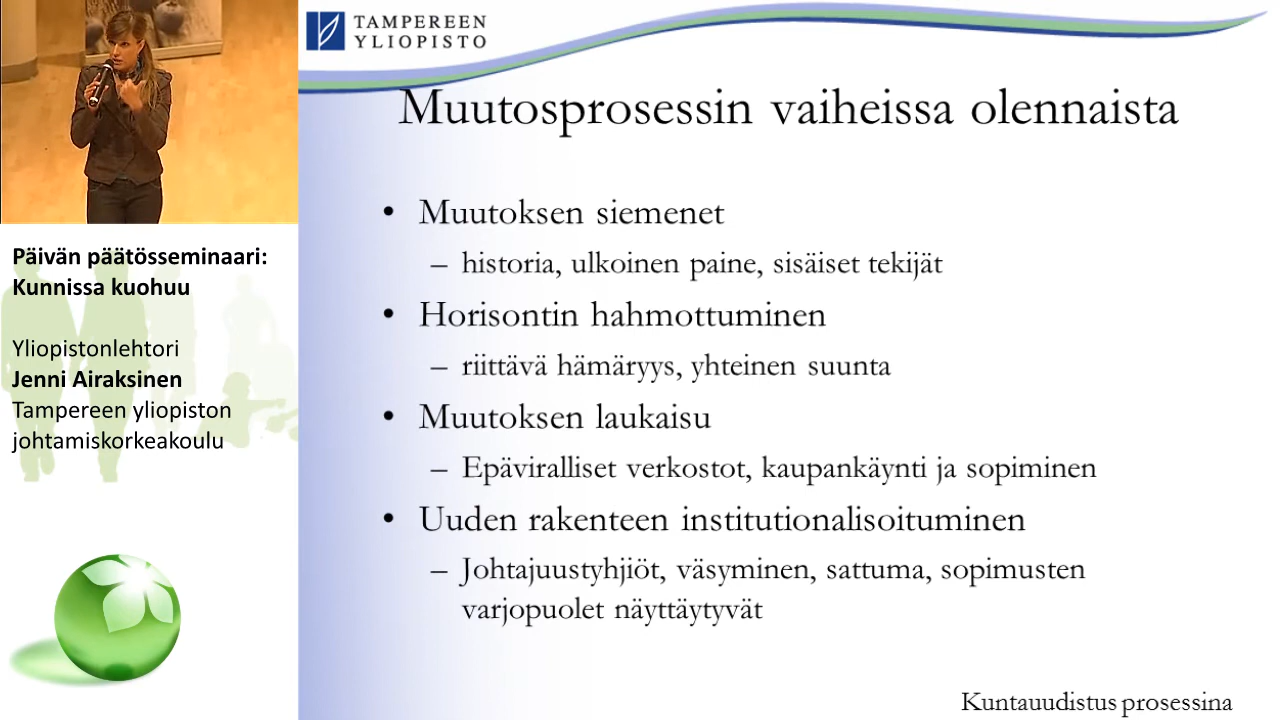 TAMPEREEN
YLIOPISTO
Muutosprosessin vaiheissa olennaista
• Muutoksen siemenet
– historia, ulkoinen paine, sisäiset tekijät
• Horisontin hahmottuminen
– riittävä hämäryys, yhteinen suunta
• Muutoksen laukaisu
– Epäviralliset verkostot, kaupankäynti ja sopiminen
• Uuden rakenteen institutionalisoituminen
– Johtajuustyhjiöt, väsyminen, sattuma, sopimusten
varjopuolet näyttäytyvät
Kuntauudistus prosessina
Päivän päätösseminaari:
Kunnissa kuohuu
Yliopistonlehtori
Jenni Airaksinen
Tampereen yliopiston
johtamiskorkeakoulu